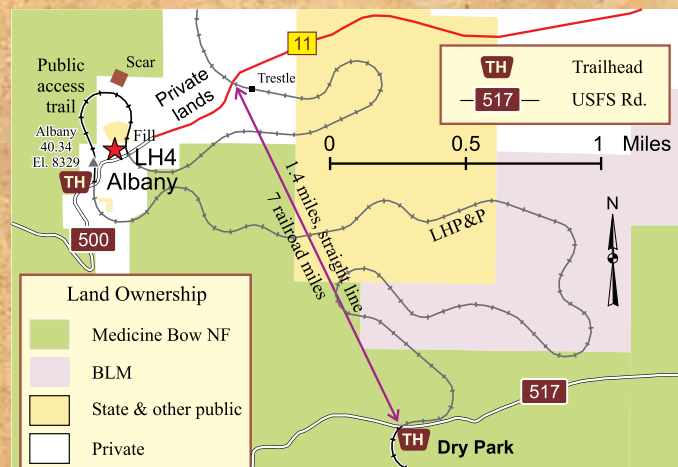 11
Scar
Public
access
trail
Private
lands
Trestle
TH Trailhead
517 USFS Rd.
Albany
40.34
El. 8329
Fill
LH4
Albany
TH
500
0 0.5 1 Miles
N
1.4 miles, straight line
7 railroad miles
LHP&P
Land Ownership
Medicine Bow NF
BLM
State & other public
Private
517
TH
Dry Park